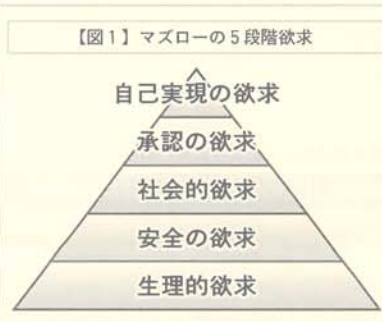 【図1】マズローの5段階欲求
自己実現の欲求
承認の欲求
社会的欲求
安全の欲求
生理的欲求